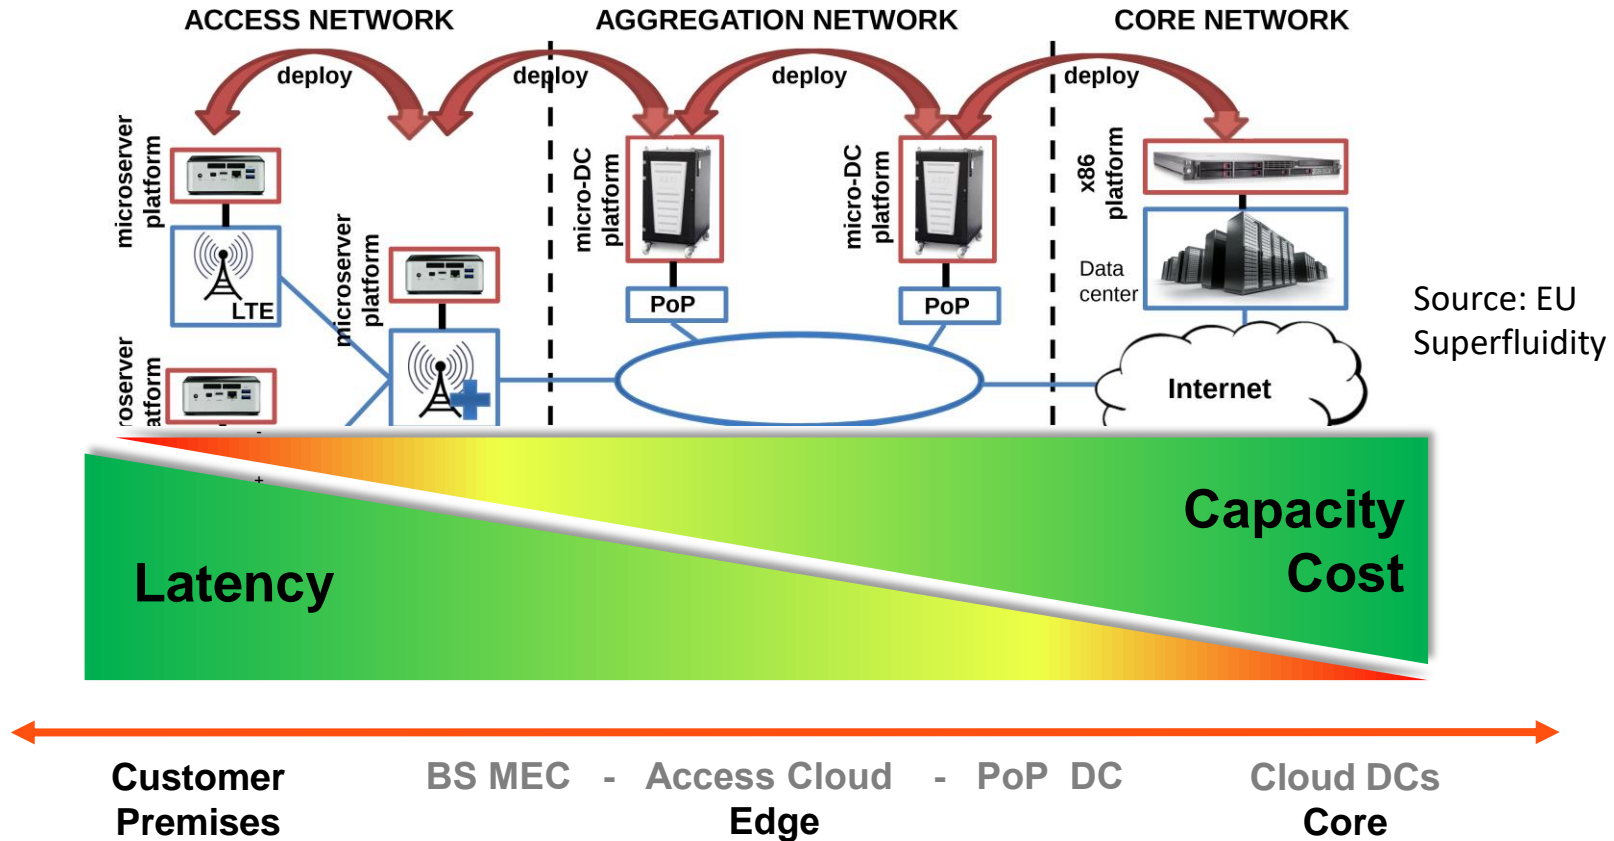 ACCESS NETWORK
AGGREGATION NETWORK
CORE NETWORK
deploy
deploy
deploy
deploy
microserver
platform
microserver
platform
micro-DC
platform
micro-DC
platform
x86
platform
LTE
PoP
PoP
Data
center
Internet
Source: EU
Superfluidity
roserver
atform
Latency
Capacity
Cost
Customer
Premises
BS MEC - Access Cloud - PoP DC
Edge
Cloud DCs
Core